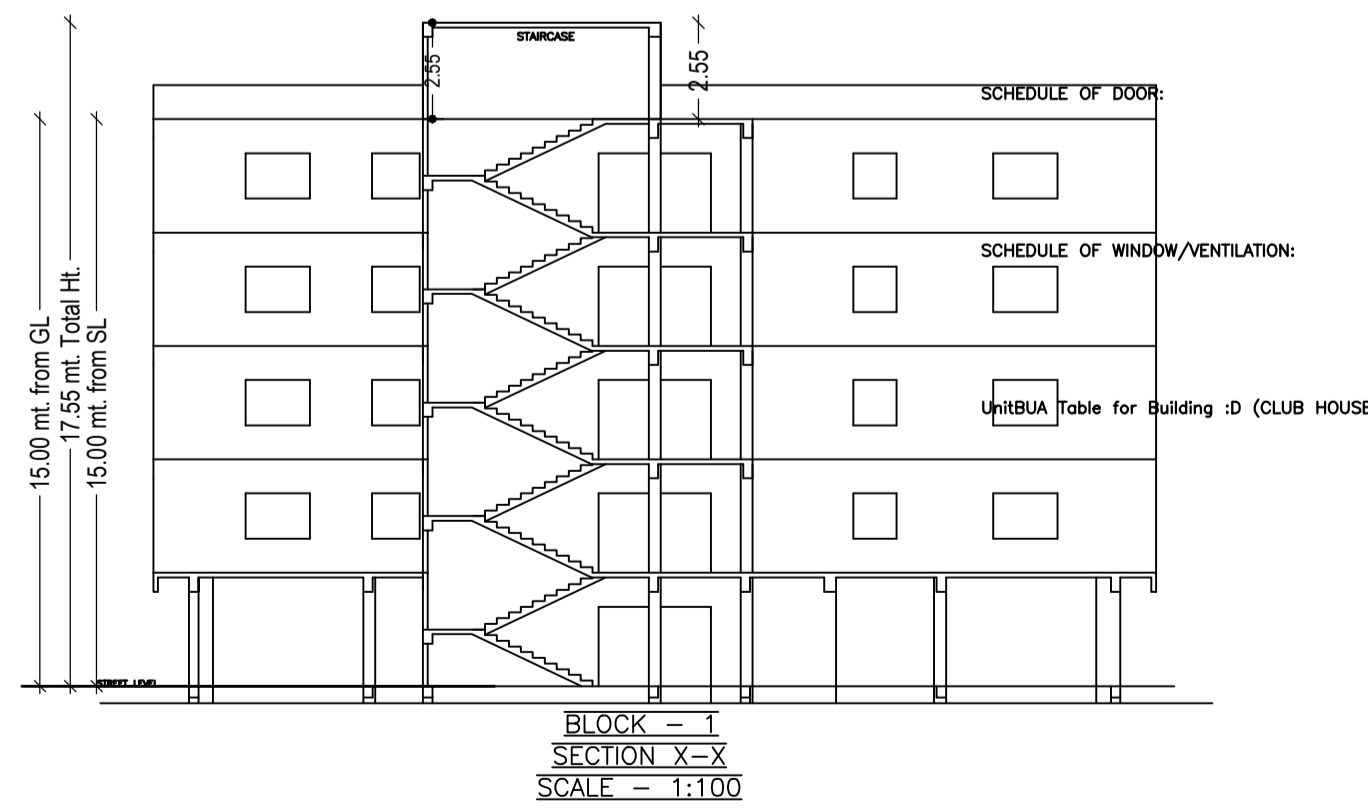 STAIRCASE
2.55
2.55
SCHEDULE OF DOOR:
SCHEDULE OF WINDOW/VENTILATION:
15.00 mt. from GL
17.55 mt. Total Ht.
15.00 mt. from SL
UnitBUA Table for Building :D (CLUB HOUSE
STREET LEVEL
BLOCK - 1
SECTION X-X
SCALE - 1:100